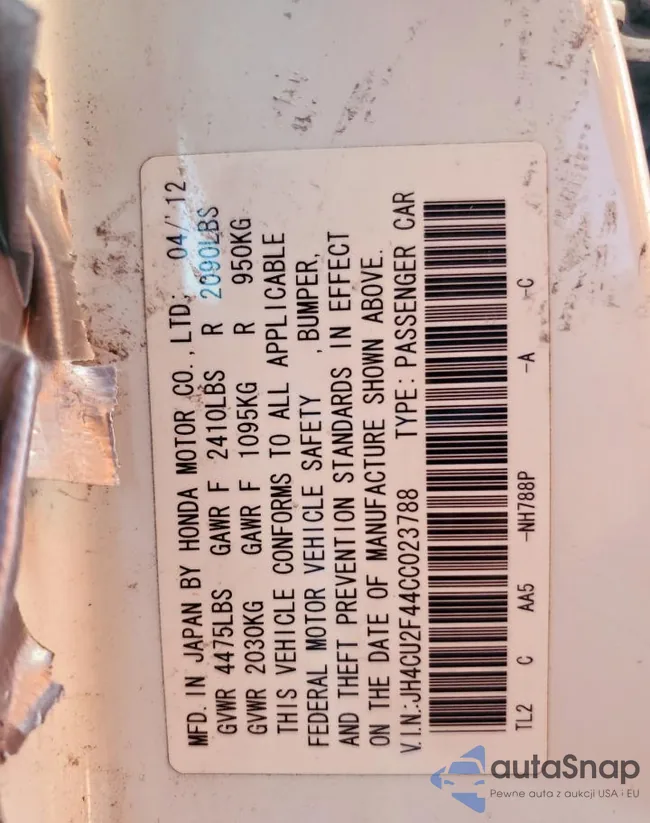 MFD. IN JAPAN BY HONDA MOTOR CO., LTD. 04/'12
GVWR 4475LBS GAWR F 2410LBS R 2090LBS
GVWR 2030KG GAWR F 1095KG R 950KG
THIS VEHICLE CONFORMS TO ALL APPLICABLE
FEDERAL MOTOR VEHICLE SAFETY , BUMPER,
AND THEFT PREVENTION STANDARDS IN EFFECT
ON THE DATE OF MANUFACTURE SHOWN ABOVE.
V.I.N.:JH4CU2F44CC023788 TYPE: PASSENGER CAR
TL2 C AA5 -NH788P -A -C
autaSnap
Pewne auta z aukcji USA i EU